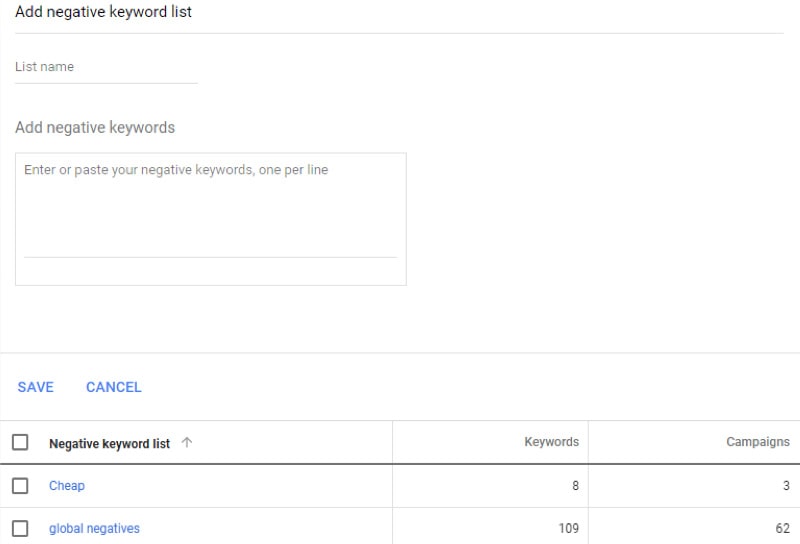 Add negative keyword list
List name
Add negative keywords
Enter or paste your negative keywords, one per line
SAVE CANCEL
Negative keyword list ↑ Keywords Campaigns
Cheap 8 3
global negatives 109 62